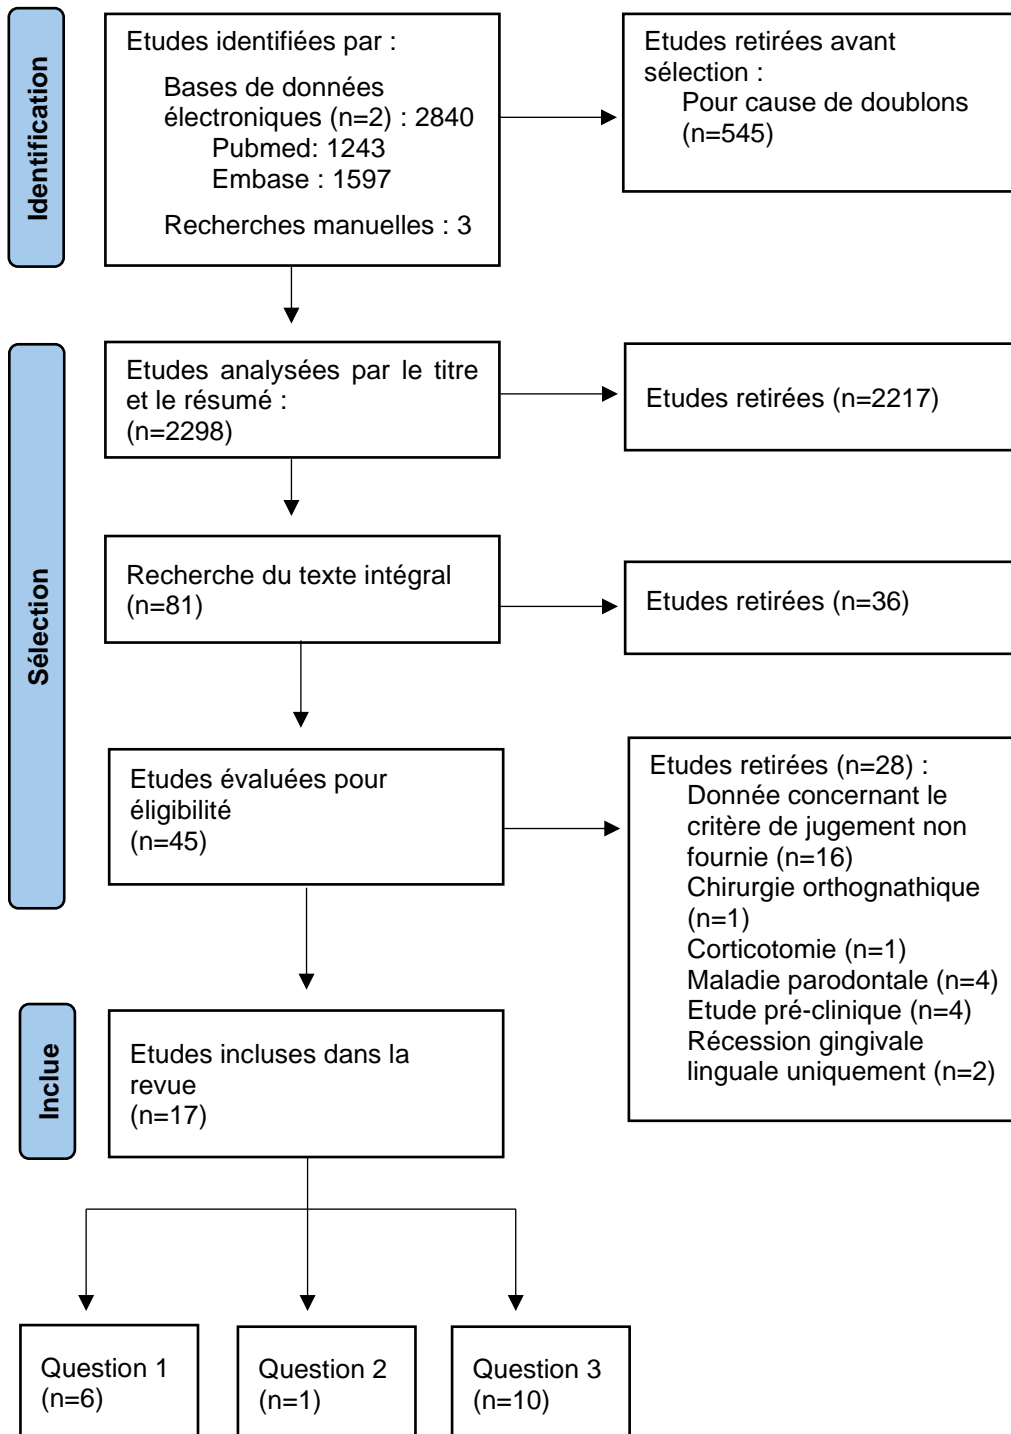 Identification
Etudes identifiées par :
Bases de données
électroniques (n=2) : 2840
Pubmed: 1243
Embase : 1597
Recherches manuelles : 3
Etudes retirées avant
sélection :
Pour cause de doublons
(n=545)
Sélection
Etudes analysées par le titre
et le résumé :
(n=2298)
Etudes retirées (n=2217)
Recherche du texte intégral
(n=81)
Etudes retirées (n=36)
Etudes évaluées pour
éligibilité
(n=45)
Etudes retirées (n=28) :
Donnée concernant le
critère de jugement non
fournie (n=16)
Chirurgie orthognathique
(n=1)
Corticotomie (n=1)
Maladie parodontale (n=4)
Etude pré-clinique (n=4)
Récession gingivale
linguale uniquement (n=2)
Inclue
Etudes incluses dans la
revue
(n=17)
Question 1
(n=6)
Question 2
(n=1)
Question 3
(n=10)